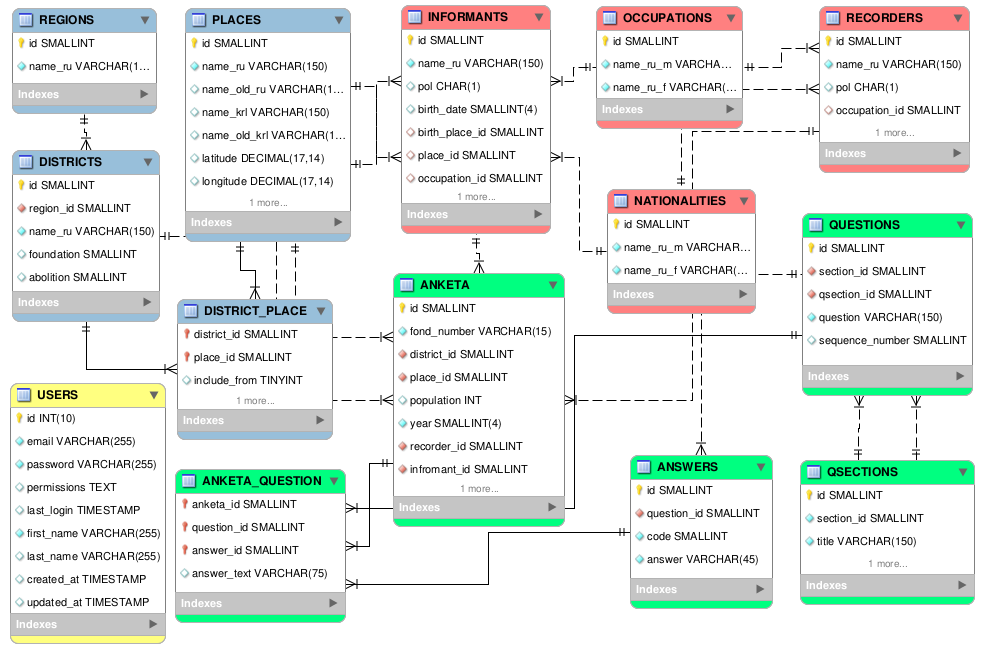 REGIONS
id SMALLINT
name_ru VARCHAR(1...
Indexes
PLACES
id SMALLINT
name_ru VARCHAR(150)
name_old_ru VARCHAR(1...
name_krl VARCHAR(150)
name_old_krl VARCHAR(1...
latitude DECIMAL(17,14)
longitude DECIMAL(17,14)
1 more...
Indexes
INFORMANTS
id SMALLINT
name_ru VARCHAR(150)
pol CHAR(1)
birth_date SMALLINT(4)
birth_place_id SMALLINT
place_id SMALLINT
occupation_id SMALLINT
1 more...
Indexes
OCCUPATIONS
id SMALLINT
name_ru_m VARCHA...
name_ru_f VARCHAR(...
Indexes
RECORDERS
id SMALLINT
name_ru VARCHAR(150)
pol CHAR(1)
occupation_id SMALLINT
1 more...
Indexes
DISTRICTS
id SMALLINT
region_id SMALLINT
name_ru VARCHAR(150)
foundation SMALLINT
abolition SMALLINT
Indexes
NATIONALITIES
id SMALLINT
name_ru_m VARCHAR...
name_ru_f VARCHAR(...
Indexes
QUESTIONS
id SMALLINT
section_id SMALLINT
qsection_id SMALLINT
question VARCHAR(150)
sequence_number SMALLINT
Indexes
DISTRICT_PLACE
district_id SMALLINT
place_id SMALLINT
include_from TINYINT
1 more...
Indexes
ANKETA
id SMALLINT
fond_number VARCHAR(15)
district_id SMALLINT
place_id SMALLINT
population INT
year SMALLINT(4)
recorder_id SMALLINT
infromant_id SMALLINT
1 more...
Indexes
USERS
id INT(10)
email VARCHAR(255)
password VARCHAR(255)
permissions TEXT
last_login TIMESTAMP
first_name VARCHAR(255)
last_name VARCHAR(255)
created_at TIMESTAMP
updated_at TIMESTAMP
Indexes
ANKETA_QUESTION
anketa_id SMALLINT
question_id SMALLINT
answer_id SMALLINT
answer_text VARCHAR(75)
Indexes
ANSWERS
id SMALLINT
question_id SMALLINT
code SMALLINT
answer VARCHAR(45)
Indexes
QSECTIONS
id SMALLINT
section_id SMALLINT
title VARCHAR(150)
1 more...
Indexes